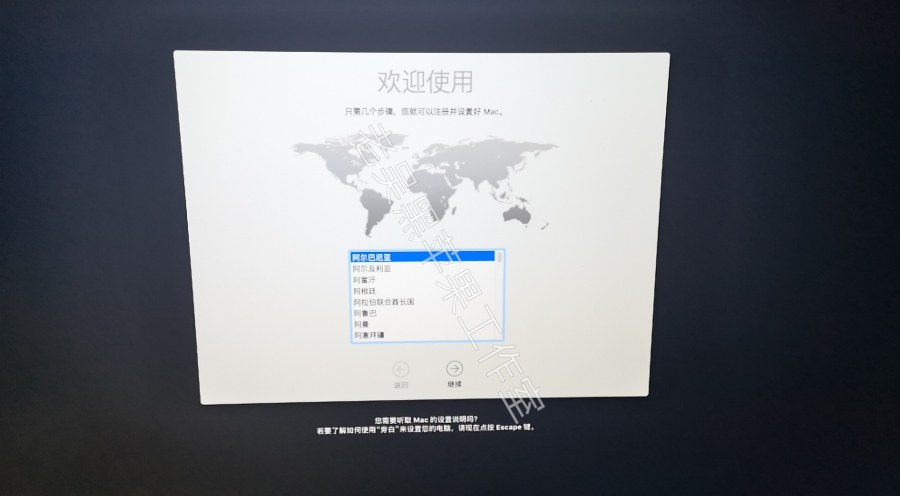 欢迎使用
只需几个步骤，您就可以注册并设置好 Mac。
阿尔巴尼亚
阿尔及利亚
阿富汗
阿根廷
阿拉伯联合酋长国
阿鲁巴
阿曼
阿塞拜疆
返回
继续
您需要听取 Mac 的设置说明吗？
若要了解如何使用“旁白”来设置您的电脑，请现在点按 Escape 键。
老吴黑苹果工作室